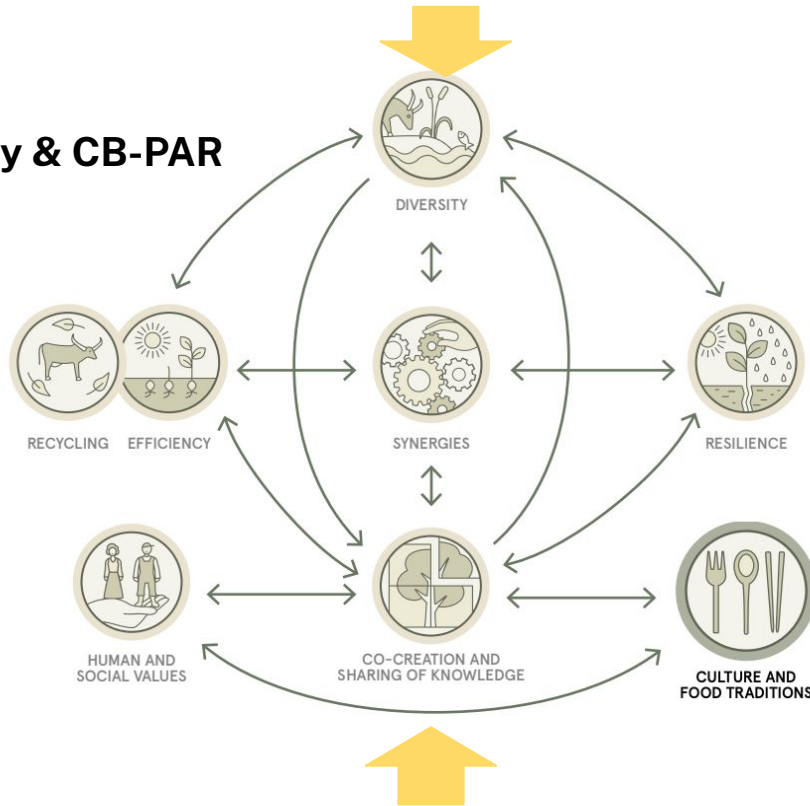 y & CB-PAR
DIVERSITY
RECYCLING EFFICIENCY
SYNERGIES
RESILIENCE
HUMAN AND
SOCIAL VALUES
CO-CREATION AND
SHARING OF KNOWLEDGE
CULTURE AND
FOOD TRADITIONS